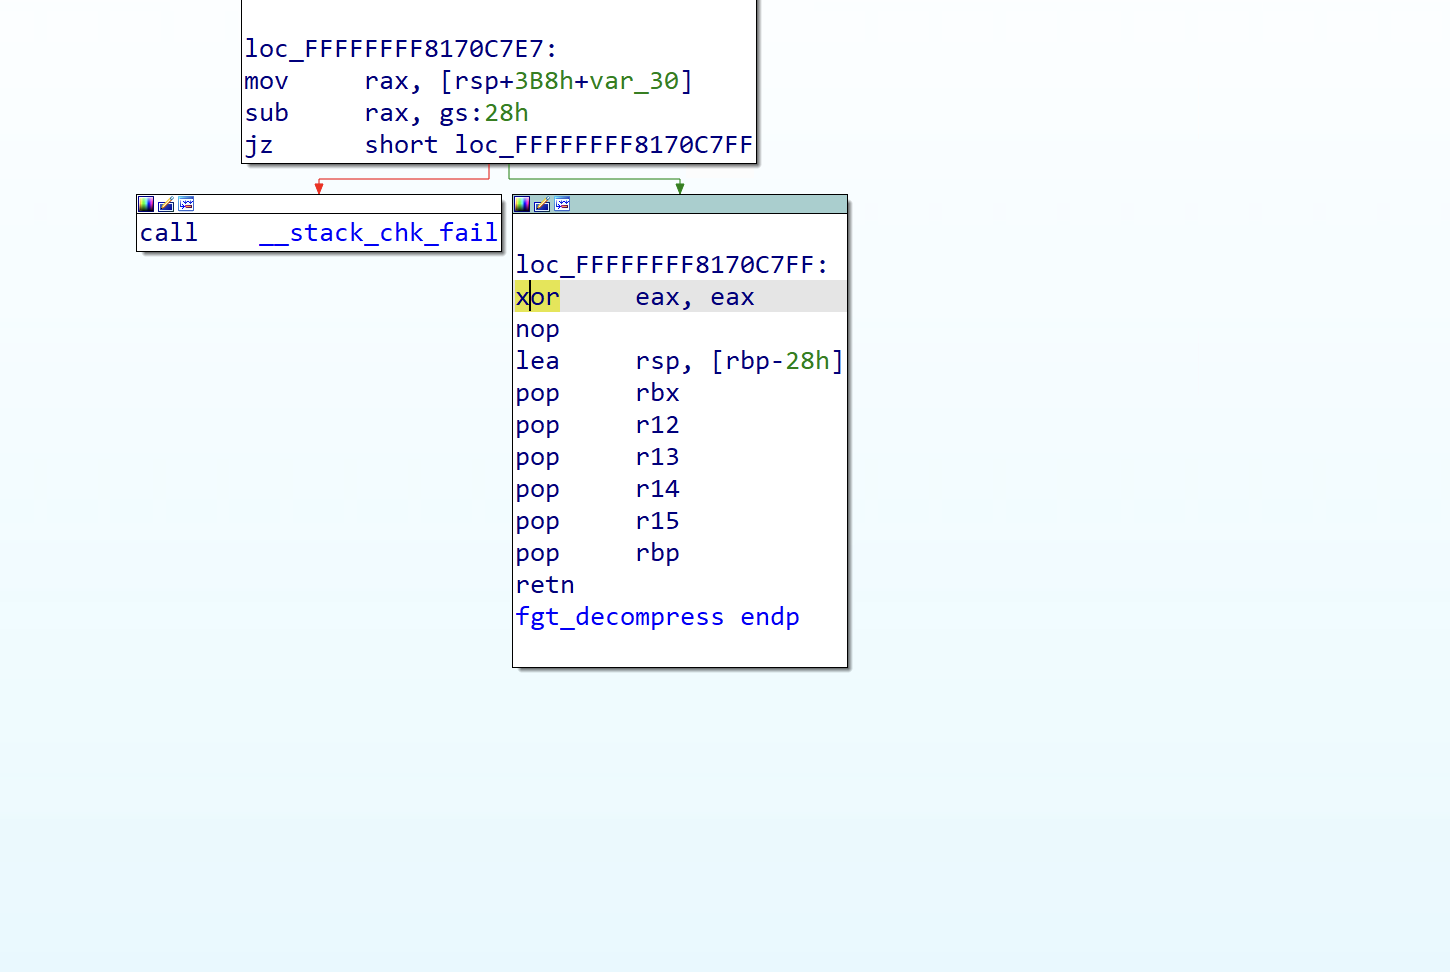 loc_FFFFFFFF8170C7E7:
mov rax, [rsp+3B8h+var_30]
sub rax, gs:28h
jz short loc_FFFFFFFF8170C7FF
call __stack_chk_fail
loc_FFFFFFFF8170C7FF:
xor eax, eax
nop
lea rsp, [rbp-28h]
pop rbx
pop r12
pop r13
pop r14
pop r15
pop rbp
retn
fgt_decompress endp